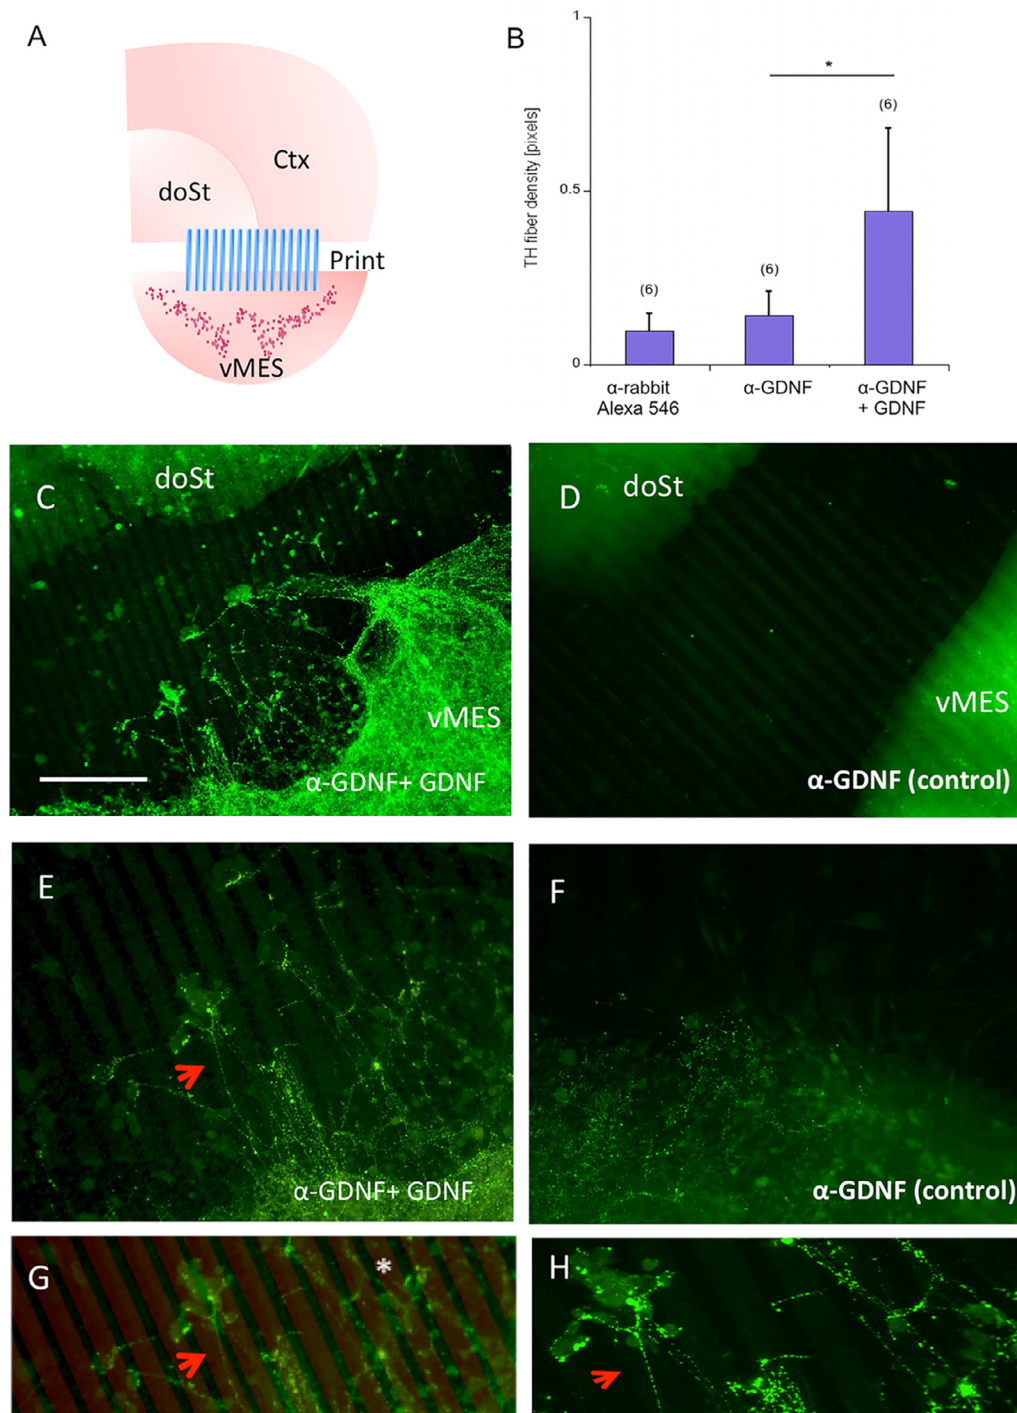 A
Ctx
doSt
Print
vMES
B
TH fiber density [pixels]
1
0.5
0
*
(6)
(6)
(6)
α-rabbit
Alexa 546
α-GDNF
α-GDNF
+ GDNF
C
doSt
vMES
α-GDNF+ GDNF
D
doSt
vMES
α-GDNF (control)
E
α-GDNF+ GDNF
F
α-GDNF (control)
G
*
H